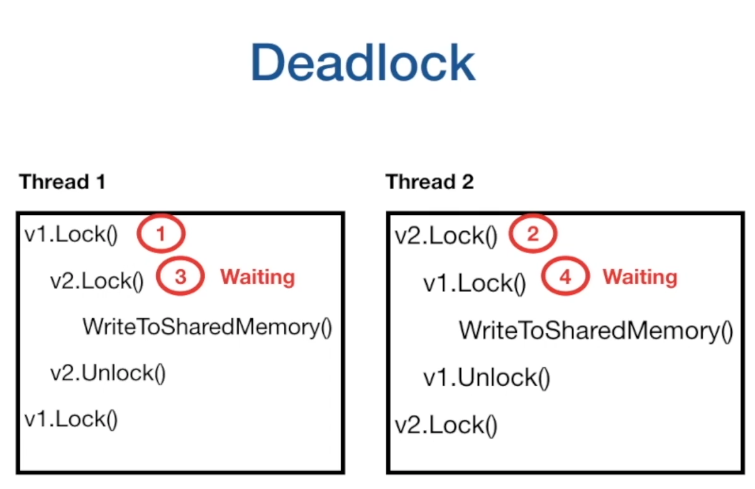 Deadlock
Thread 1
v1.Lock() 1
v2.Lock() 3 Waiting
WriteToSharedMemory()
v2.Unlock()
v1.Lock()
Thread 2
v2.Lock() 2
v1.Lock() 4 Waiting
WriteToSharedMemory()
v1.Unlock()
v2.Lock()